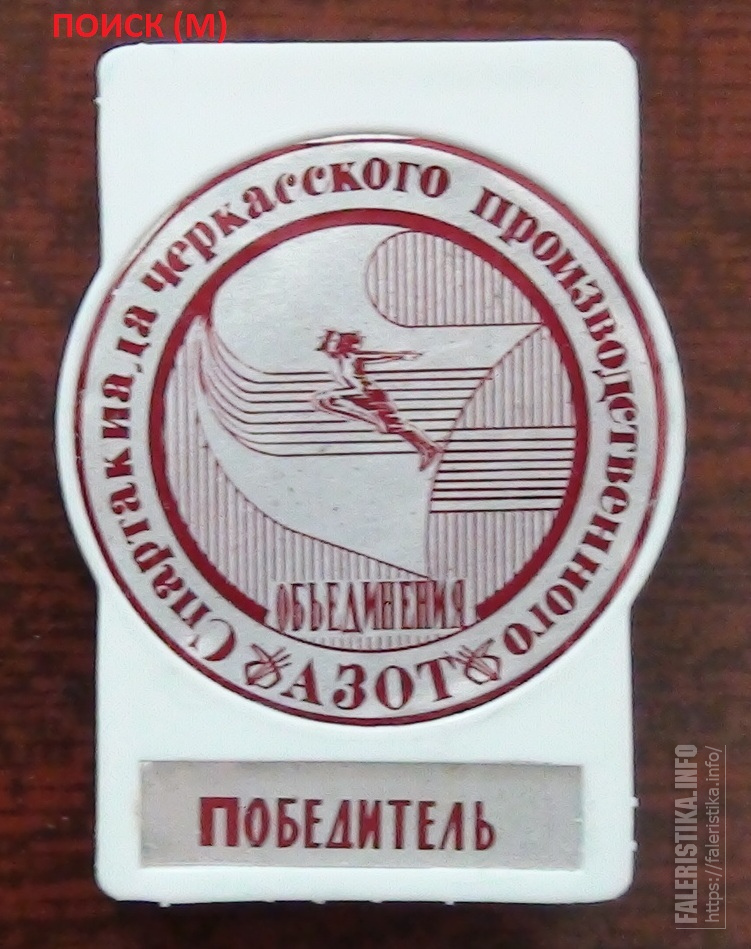 ПОИСК (М)
Спартакиада черкасского производственного
ОБЪЕДИНЕНИЯ
АЗОТ
ПОБЕДИТЕЛЬ
FALERISTIKA.INFO
https://faleristika.info/